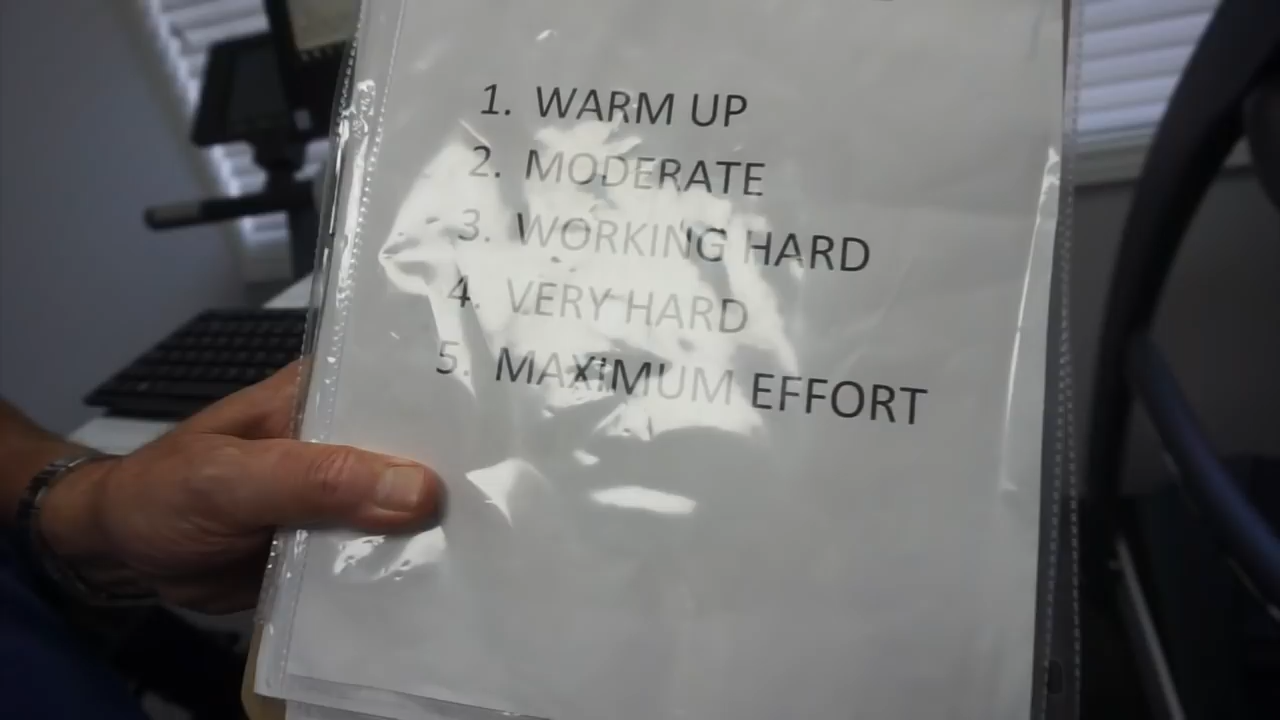 1. WARM UP
2. MODERATE
3. WORKING HARD
4. VERY HARD
5. MAXIMUM EFFORT